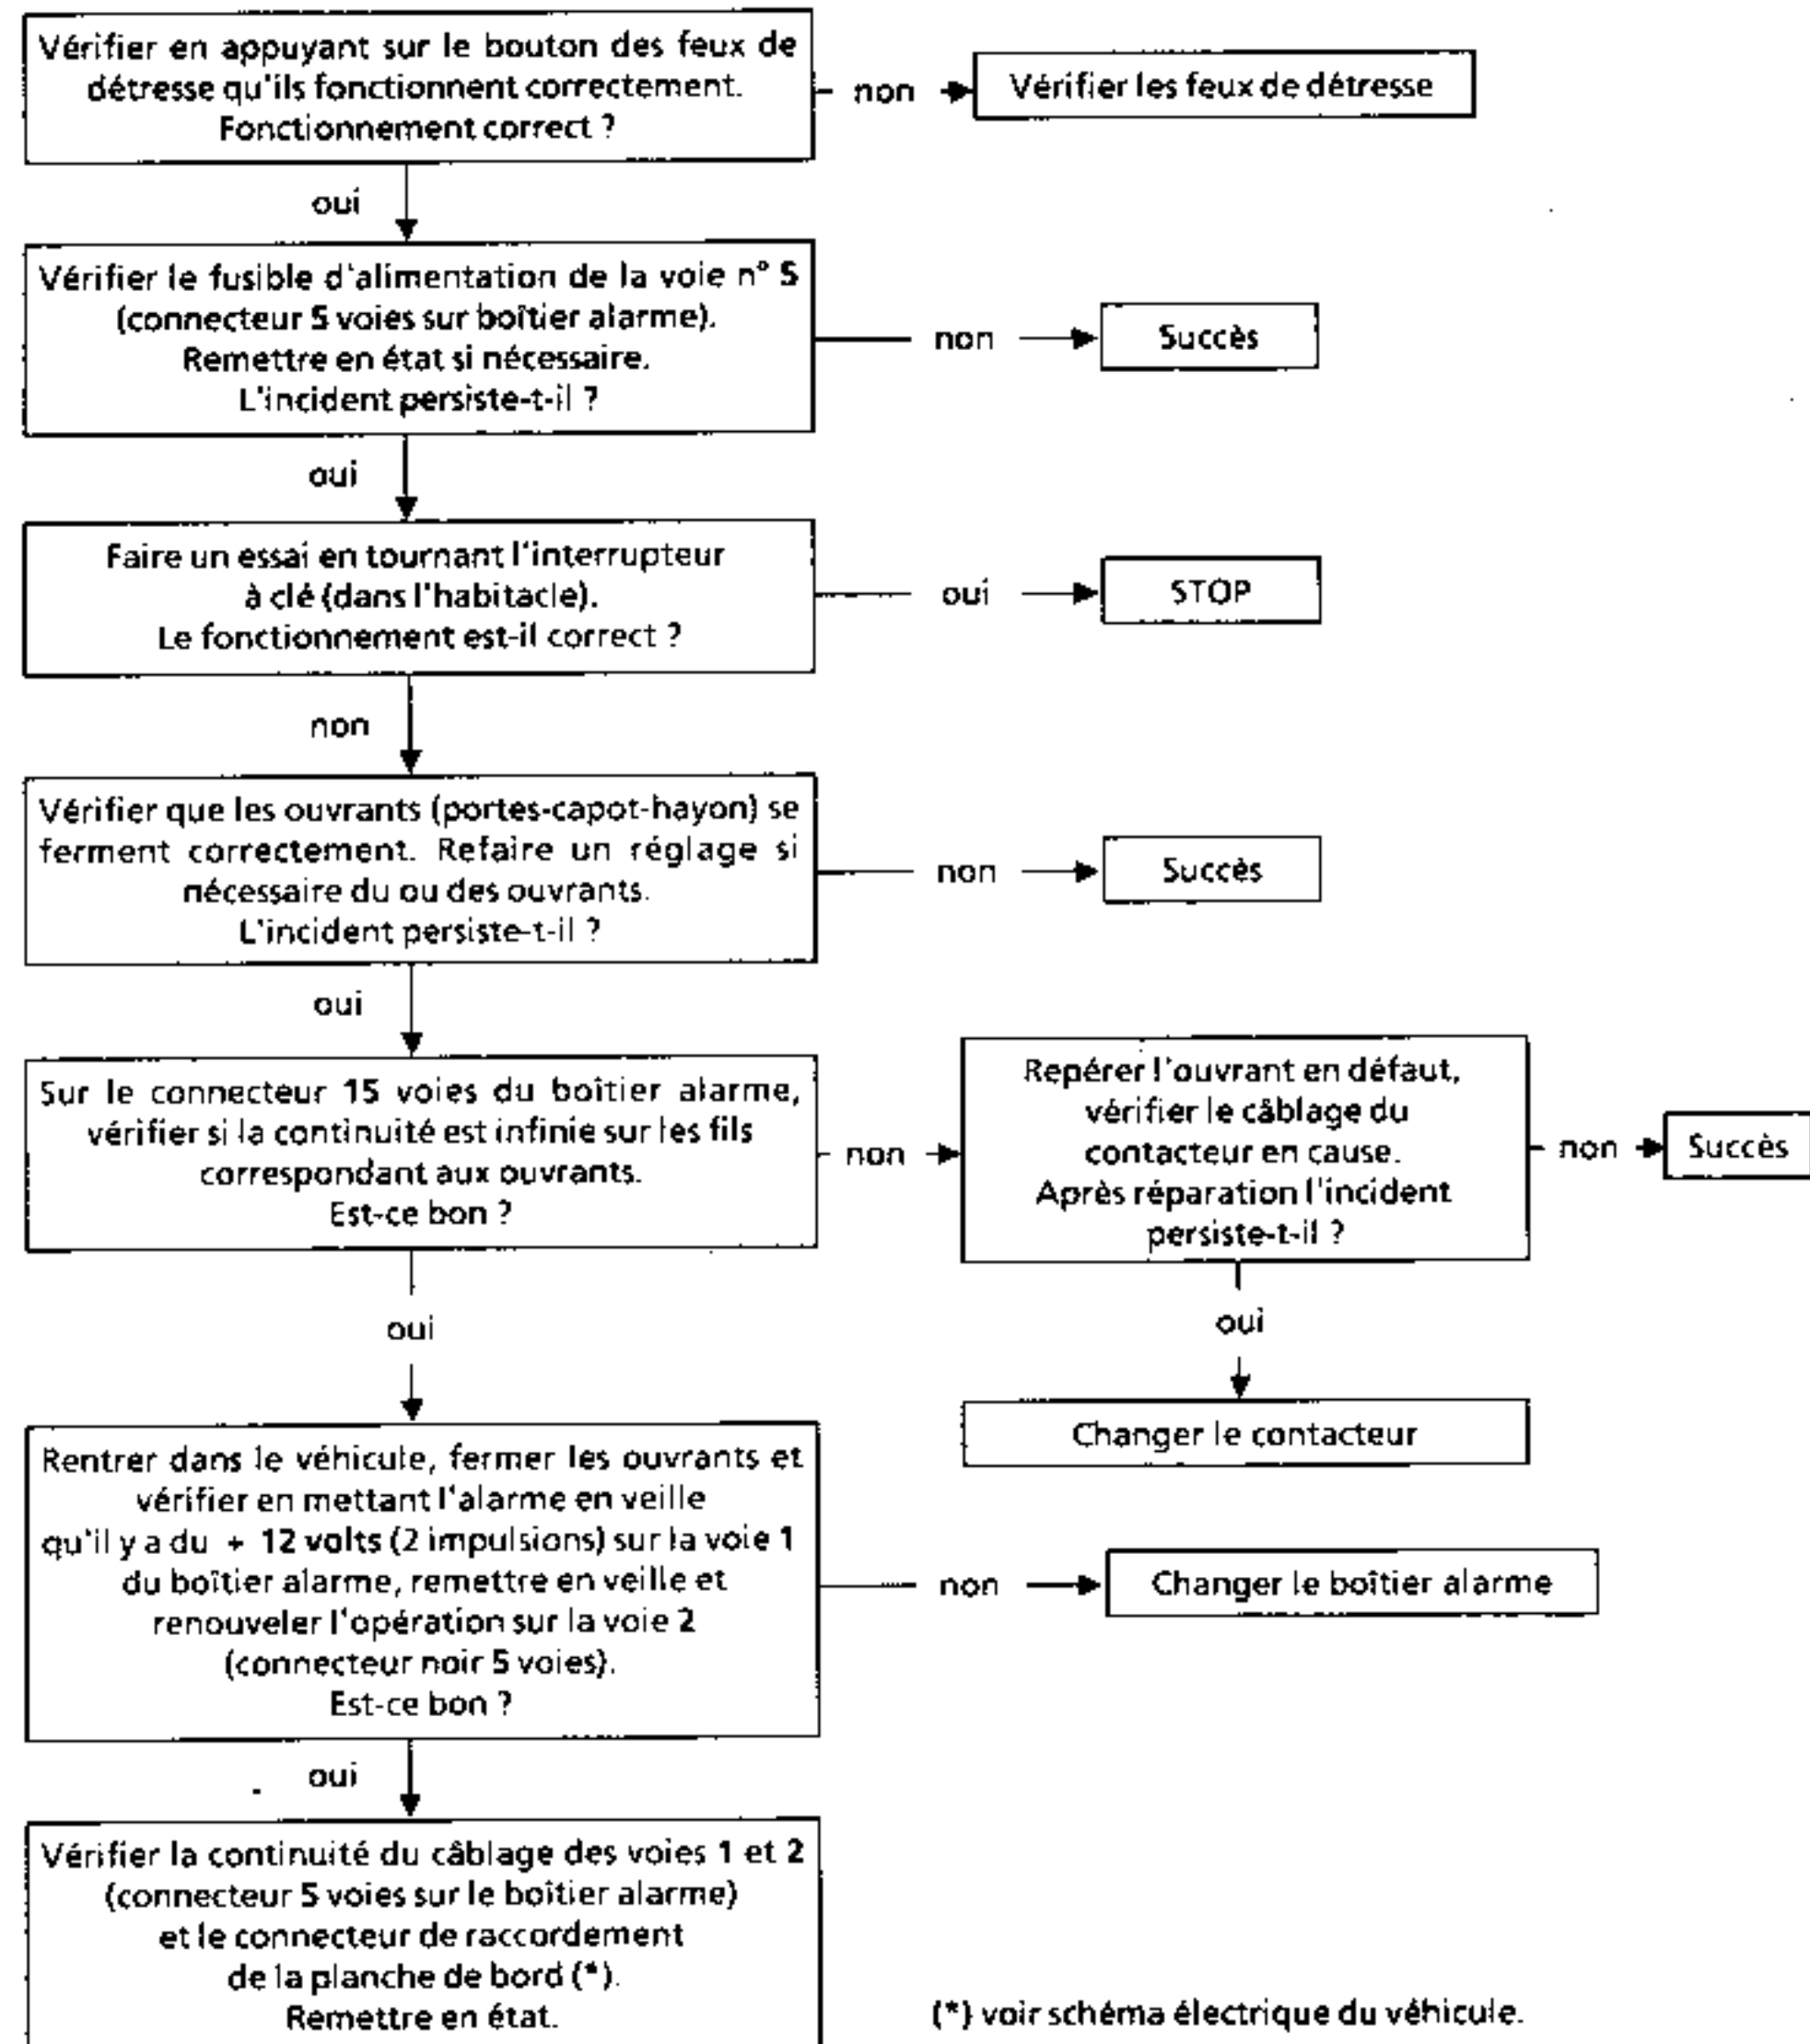 Vérifier en appuyant sur le bouton des feux de
détresse qu'ils fonctionnent correctement.
Fonctionnement correct ?
non
Vérifier les feux de détresse
oui
Vérifier le fusible d'alimentation de la voie n° 5
(connecteur 5 voies sur boîtier alarme).
Remettre en état si nécessaire.
L'incident persiste-t-il ?
non
Succès
oui
Faire un essai en tournant l'interrupteur
à clé (dans l'habitacle).
Le fonctionnement est-il correct ?
oui
STOP
non
Vérifier que les ouvrants (portes-capot-hayon) se
ferment correctement. Refaire un réglage si
nécessaire du ou des ouvrants.
L'incident persiste-t-il ?
non
Succès
oui
Sur le connecteur 15 voies du boîtier alarme,
vérifier si la continuité est infinie sur les fils
correspondant aux ouvrants.
Est-ce bon ?
non
Repérer l'ouvrant en défaut,
vérifier le câblage du
contacteur en cause.
Après réparation l'incident
persiste-t-il ?
non
Succès
oui
oui
Changer le contacteur
Rentrer dans le véhicule, fermer les ouvrants et
vérifier en mettant l'alarme en veille
qu'il y a du + 12 volts (2 impulsions) sur la voie 1
du boîtier alarme, remettre en veille et
renouveler l'opération sur la voie 2
(connecteur noir 5 voies).
Est-ce bon ?
non
Changer le boîtier alarme
oui
Vérifier la continuité du câblage des voies 1 et 2
(connecteur 5 voies sur le boîtier alarme)
et le connecteur de raccordement
de la planche de bord (*).
Remettre en état.
(*) voir schéma électrique du véhicule.